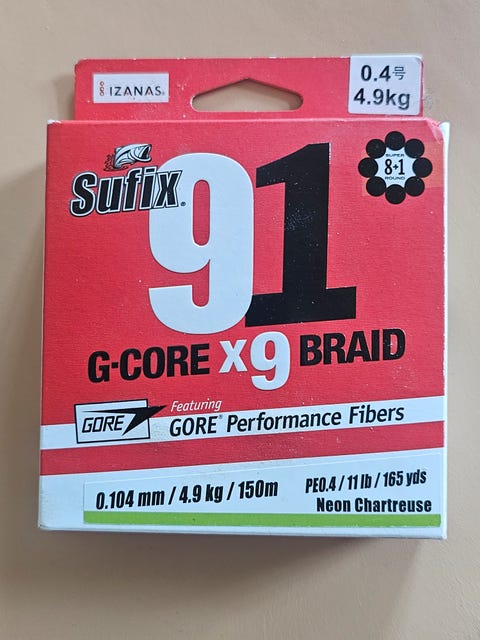 IZANAS
0.4号
4.9kg
Sufix
91
SUPER
8+1
ROUND
G-CORE X9 BRAID
GORE
Featuring
GORE® Performance Fibers
0.104 mm / 4.9 kg / 150m
PE0.4 / 11 lb / 165 yds
Neon Chartreuse